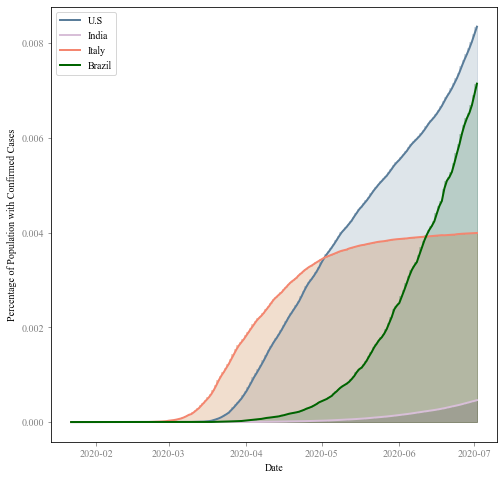 U.S
India
Italy
Brazil
0.008
0.006
0.004
0.002
0.000
Percentage of Population with Confirmed Cases
2020-02 2020-03 2020-04 2020-05 2020-06 2020-07
Date